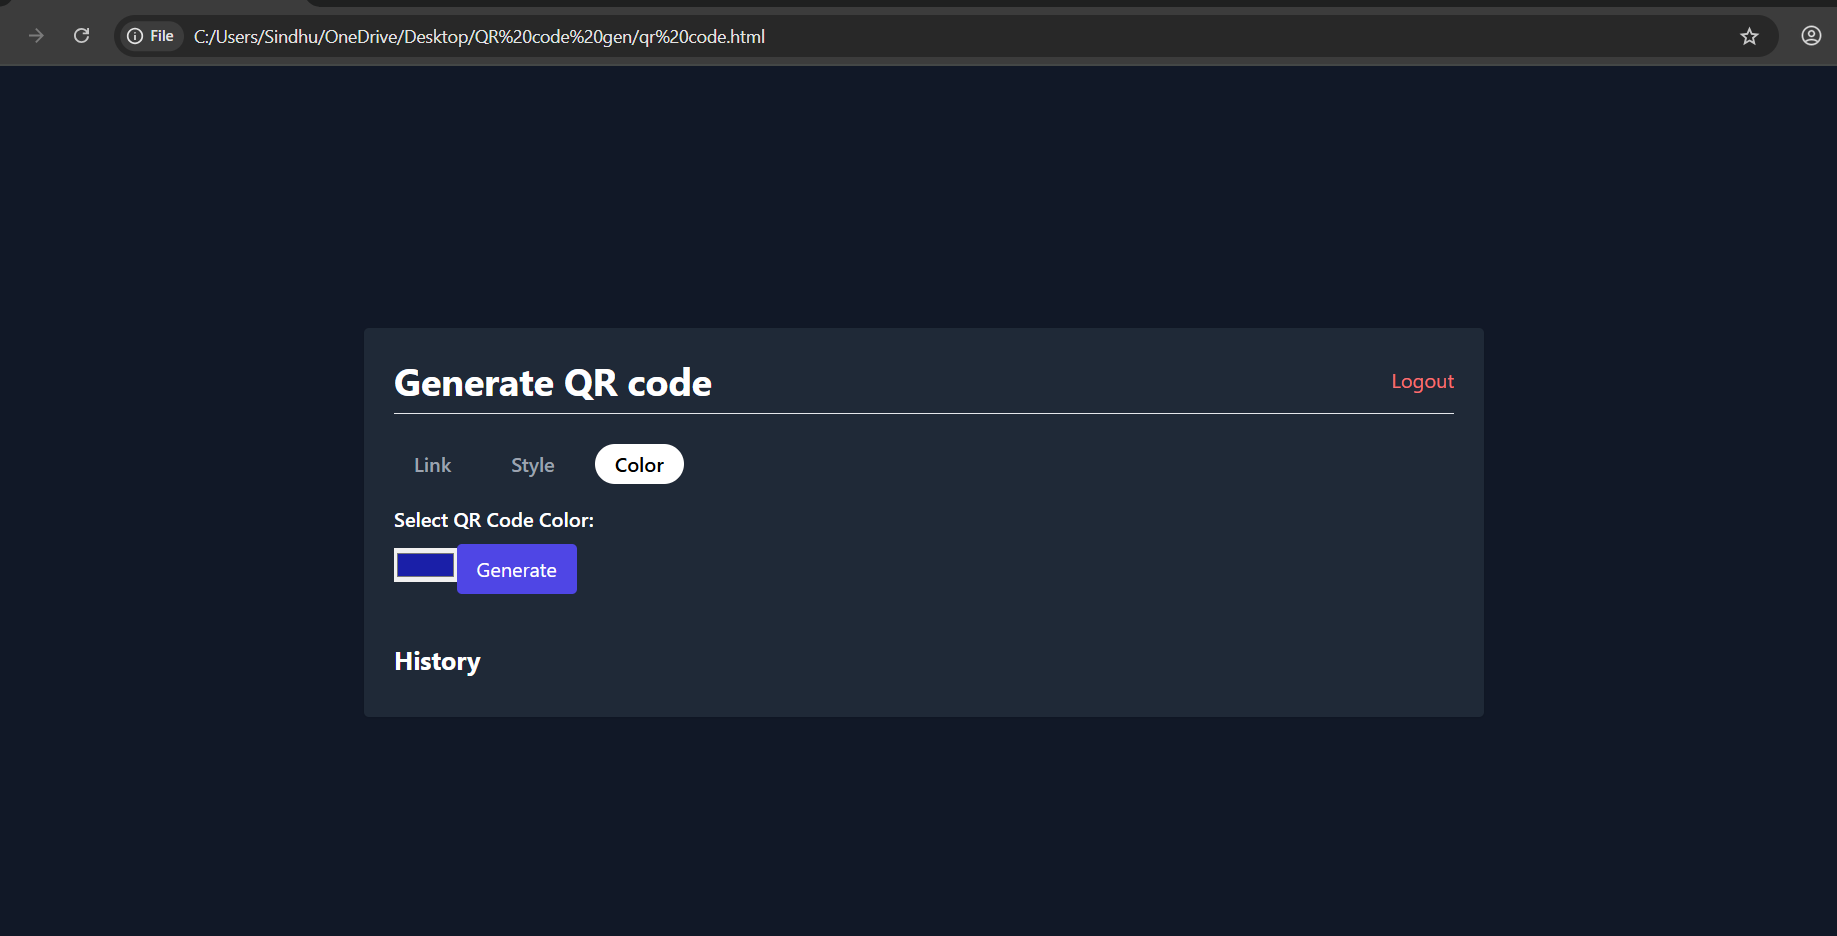 File C:/Users/Sindhu/OneDrive/Desktop/QR%20code%20gen/qr%20code.html
Generate QR code Logout
Link Style Color
Select QR Code Color:
Generate
History